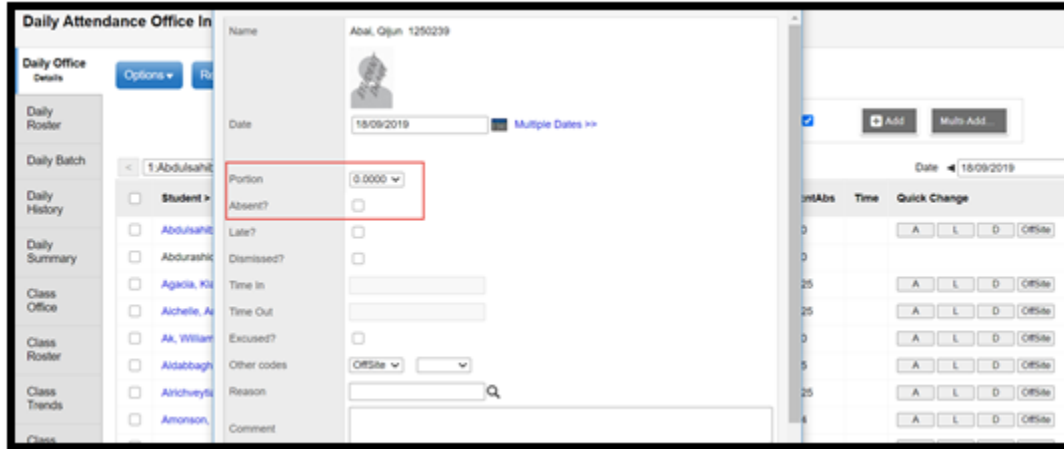 Daily Attendance Office In
Daily Office
Details
Daily
Roster
Daily Batch
Daily
History
Daily
Summary
Class
Office
Class
Roster
Class
Trends
Class
Options
Name Abai, Qijun 1250239
Date 18/09/2019 Multiple Dates >>
Portion 0.0000
Absent?
Late?
Dismissed?
Time In
Time Out
Excused?
Other codes OffSite
Reason
Comment
Add Multi-Add...
< 1:Abdulsahib
Date 18/09/2019
Student > Time Quick Change
Abdulsahib A L D OffSite
Abdurashid
Agacia, Kia A L D OffSite
Aichelle, A L D OffSite
Ak, William A L D OffSite
Aldabbagh A L D OffSite
A L D OffSite
Amonson, A L D OffSite